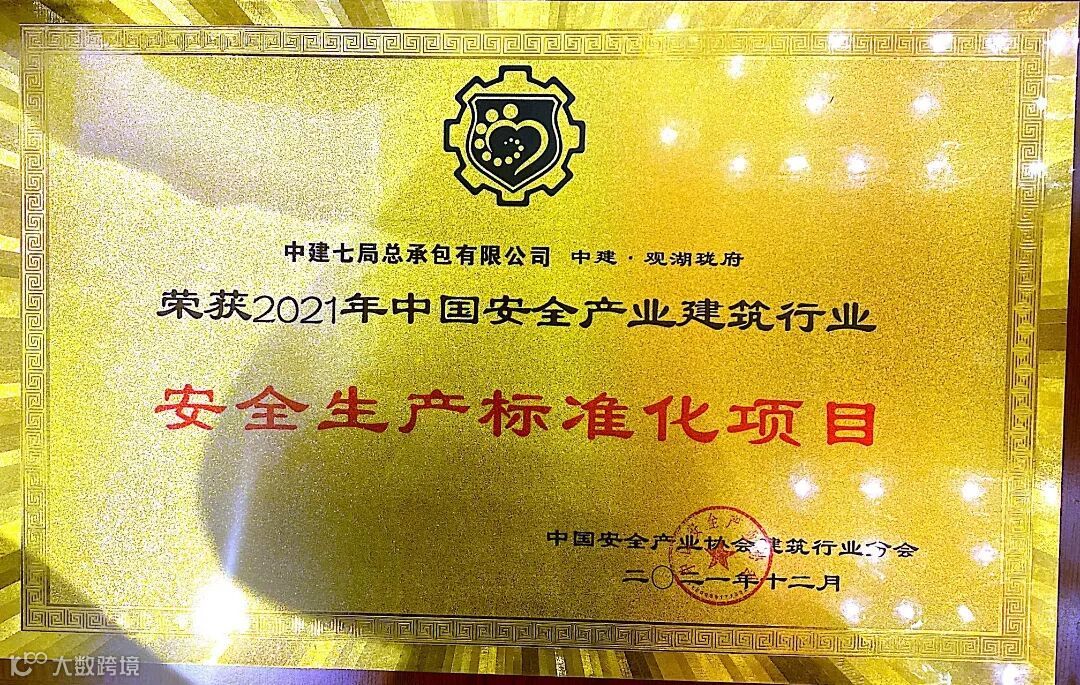 中建七局总承包有限公司 中建·观湖珑府
荣获2021年中国安全产业建筑行业
安全生产标准化项目
中国安全产业协会建筑行业分会
二〇二一年十二月
大数跨境